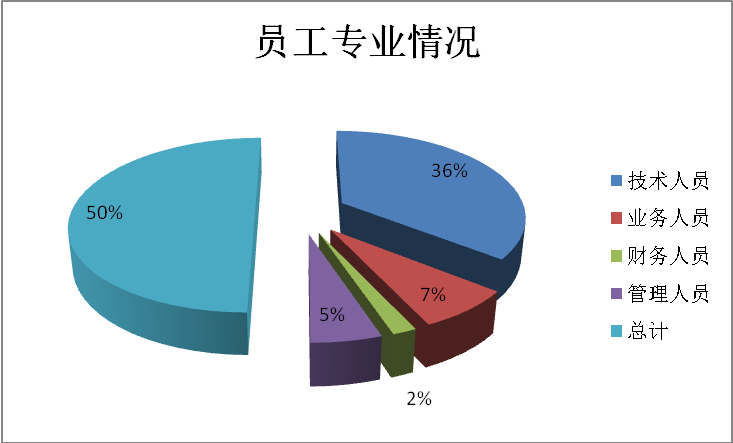 员工专业情况
36%
50%
7%
5%
2%
技术人员
业务人员
财务人员
管理人员
总计